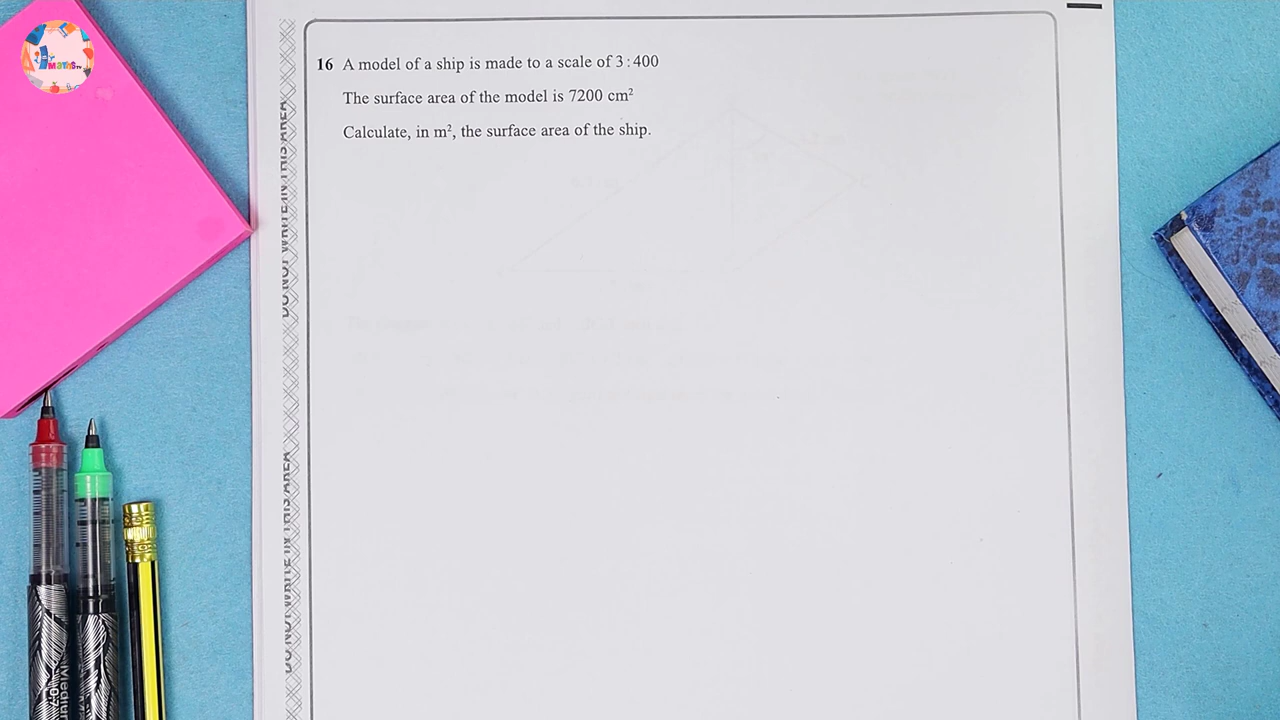 16 A model of a ship is made to a scale of 3 : 400
The surface area of the model is 7200 cm²
Calculate, in m², the surface area of the ship.
DO NOT WRITE IN THIS AREA
DO NOT WRITE IN THIS AREA